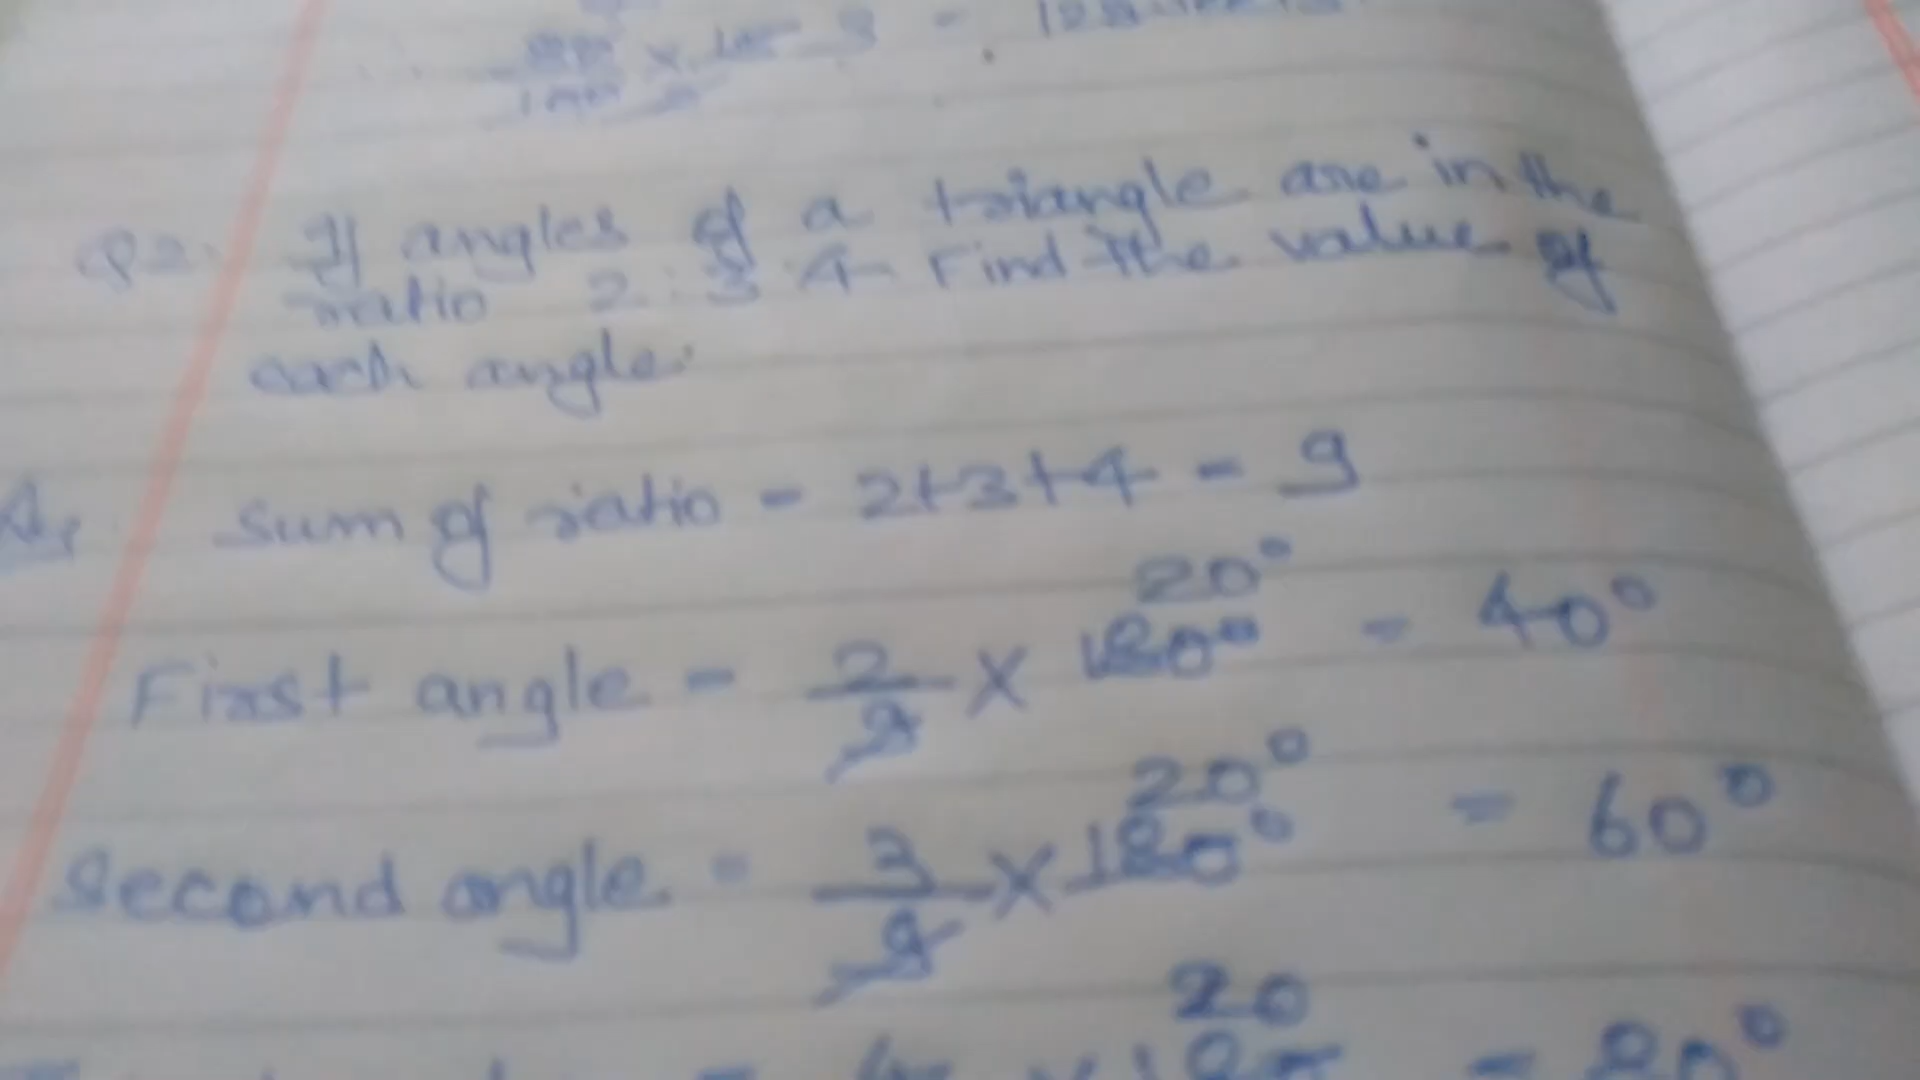 Q2. If angles of a triangle are in the
ratio 2:3:4 Find the value of
each angle.
A. Sum of ratio = 2+3+4 = 9
20°
First angle = 2/9 × 180° = 40°
20°
Second angle = 3/9 × 180° = 60°
20
= 80°